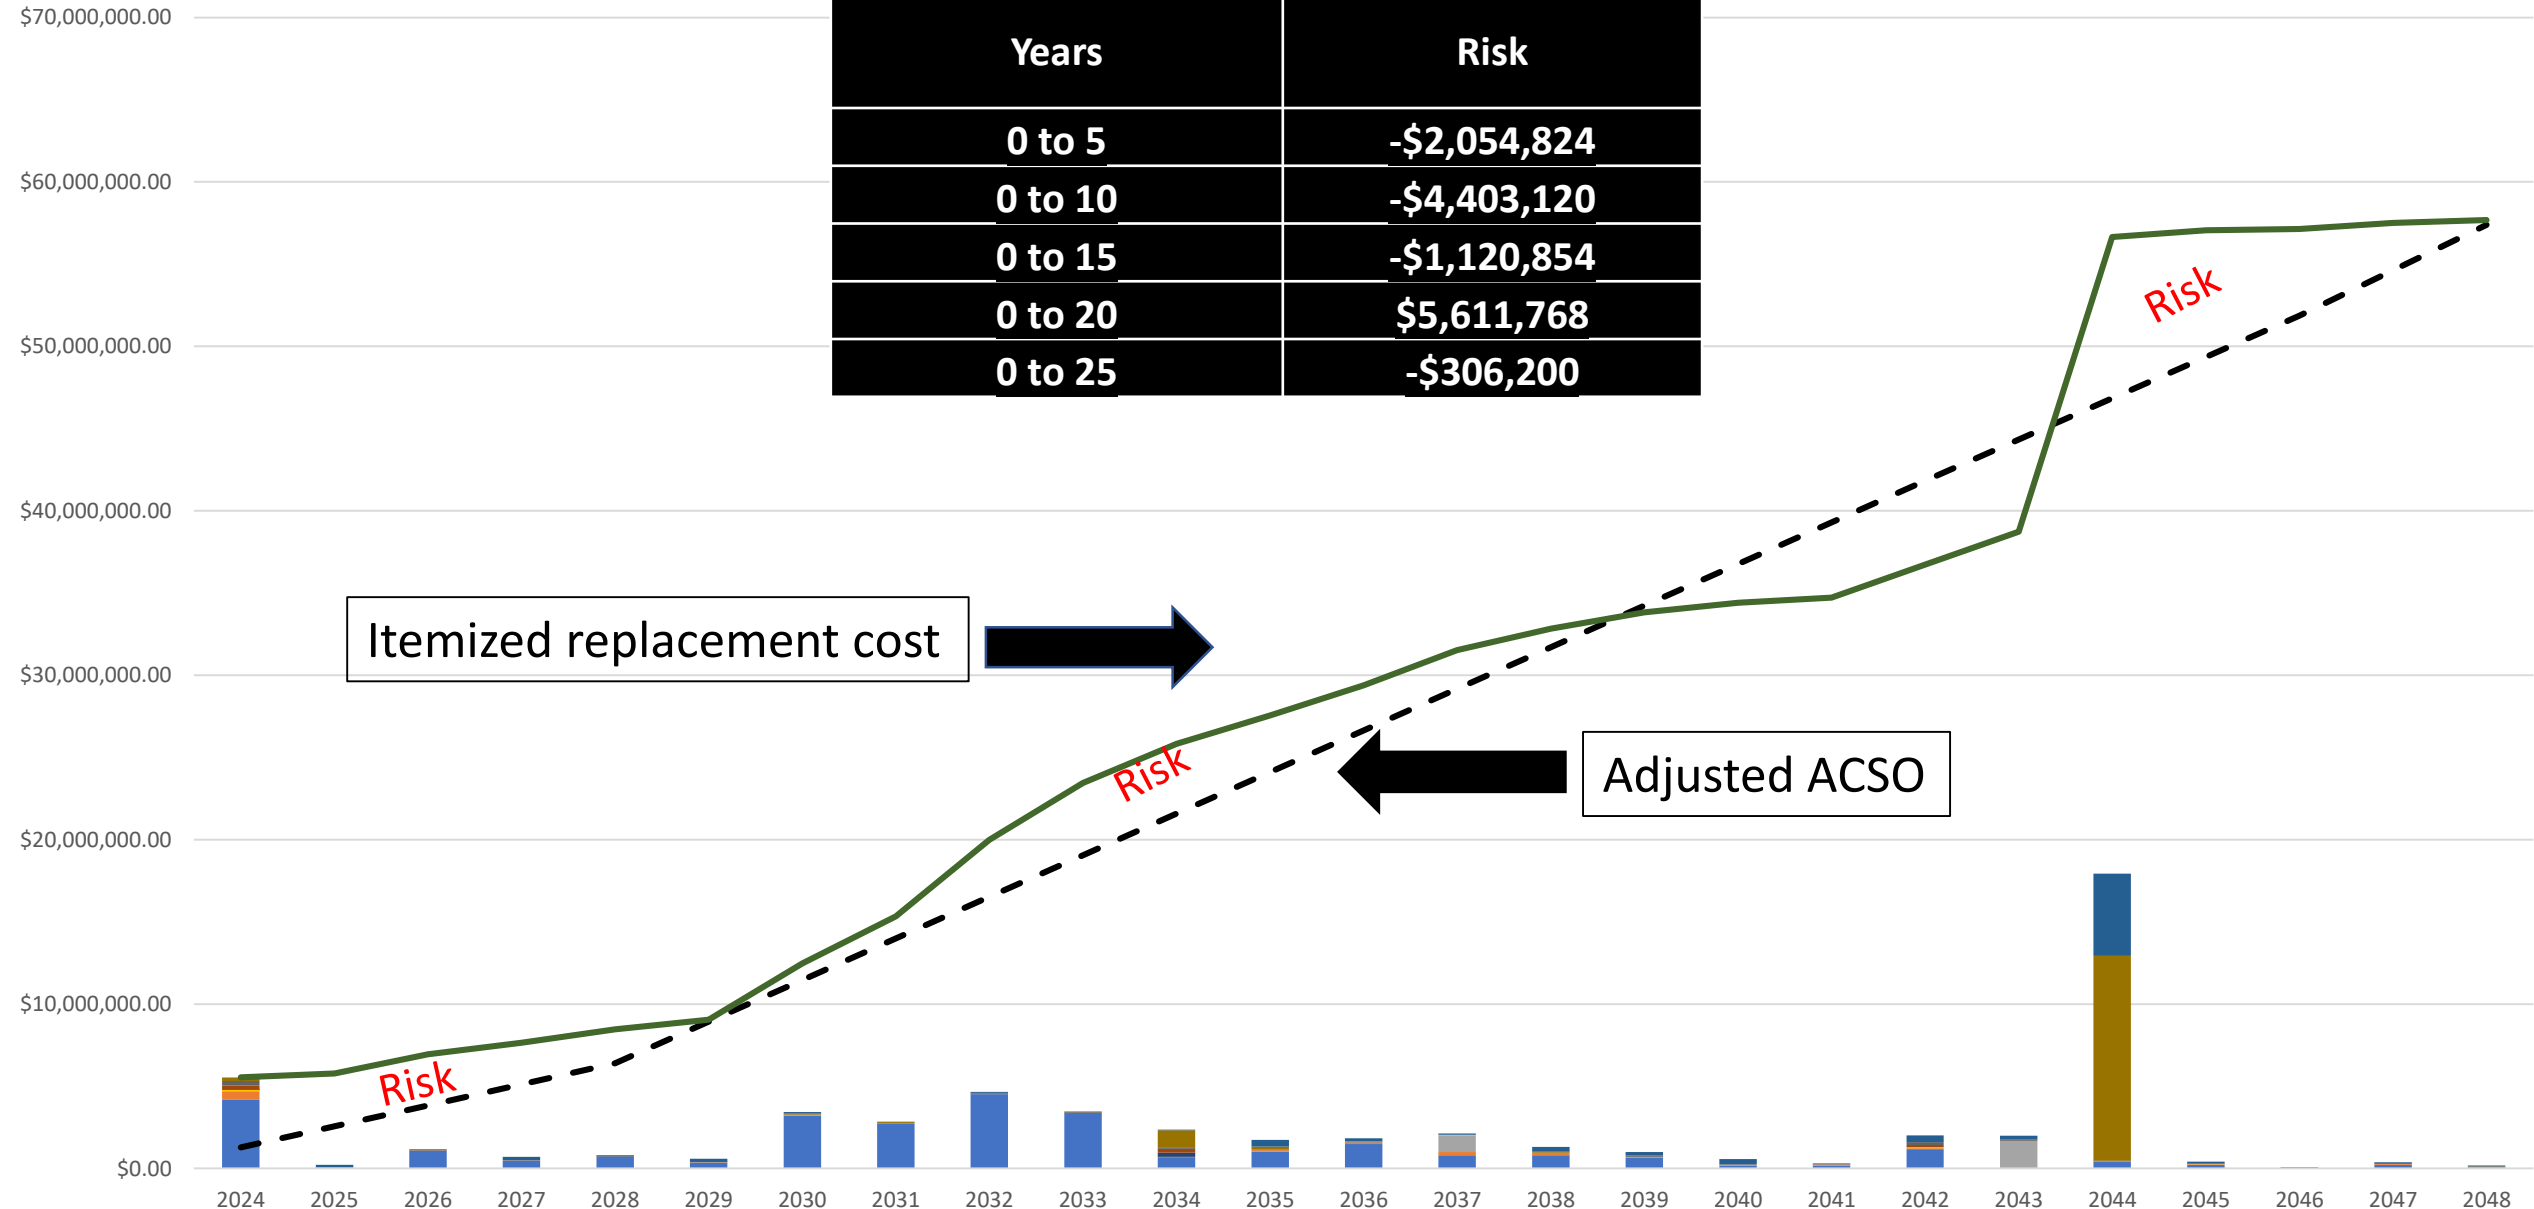 $70,000,000.00
$60,000,000.00
$50,000,000.00
$40,000,000.00
$30,000,000.00
$20,000,000.00
$10,000,000.00
$0.00
Years Risk
0 to 5 -$2,054,824
0 to 10 -$4,403,120
0 to 15 -$1,120,854
0 to 20 $5,611,768
0 to 25 -$306,200
Risk
Itemized replacement cost
Risk
Adjusted ACSO
Risk
2024 2025 2026 2027 2028 2029 2030 2031 2032 2033 2034 2035 2036 2037 2038 2039 2040 2041 2042 2043 2044 2045 2046 2047 2048